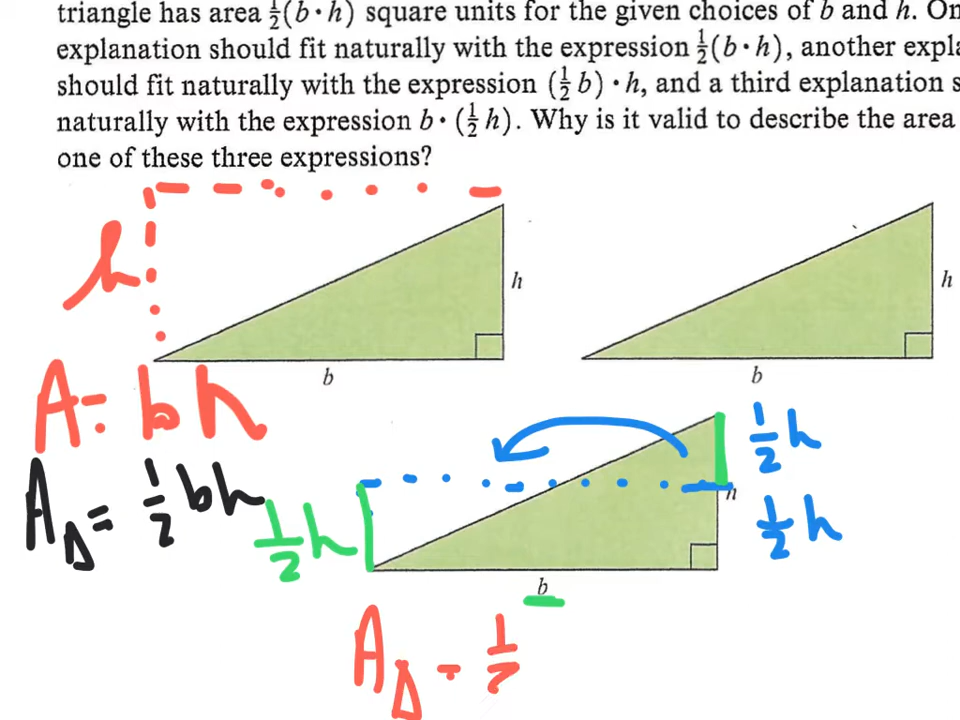 triangle has area ½(b · h) square units for the given choices of b and h. On
explanation should fit naturally with the expression ½(b · h), another expla
should fit naturally with the expression (½ b) · h, and a third explanation s
naturally with the expression b · (½ h). Why is it valid to describe the area
one of these three expressions?
h
h
h
b
b
A = bh
½h
A△ = ½bh
½h
h
½h
b
A△ - ½